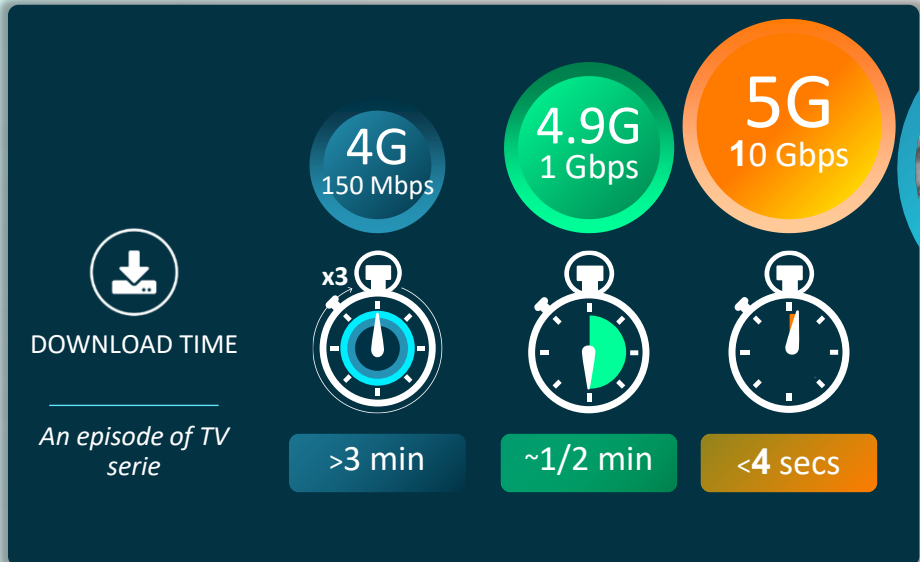 4G
150 Mbps
4.9G
1 Gbps
5G
10 Gbps
x3
DOWNLOAD TIME
An episode of TV
serie
>3 min
~1/2 min
<4 secs